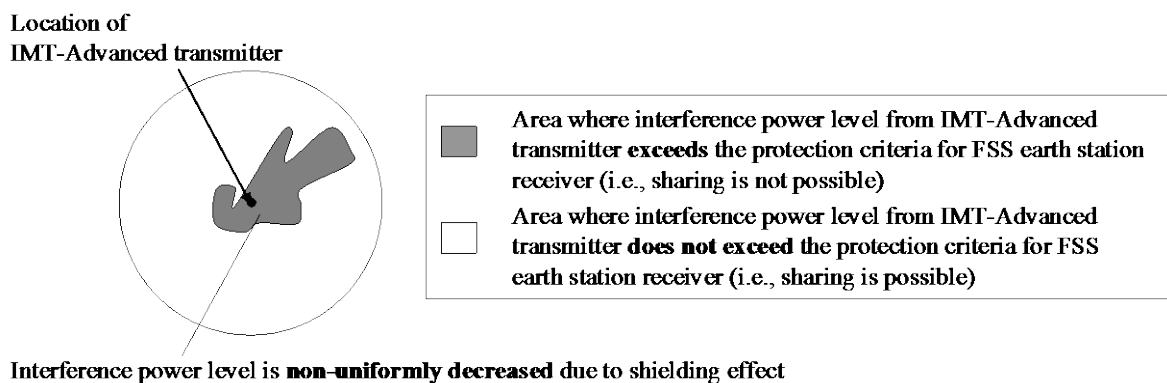 Location of
IMT-Advanced transmitter
Area where interference power level from IMT-Advanced
transmitter exceeds the protection criteria for FSS earth station
receiver (i.e., sharing is not possible)
Area where interference power level from IMT-Advanced
transmitter does not exceed the protection criteria for FSS
earth station receiver (i.e., sharing is possible)
Interference power level is non-uniformly decreased due to shielding effect